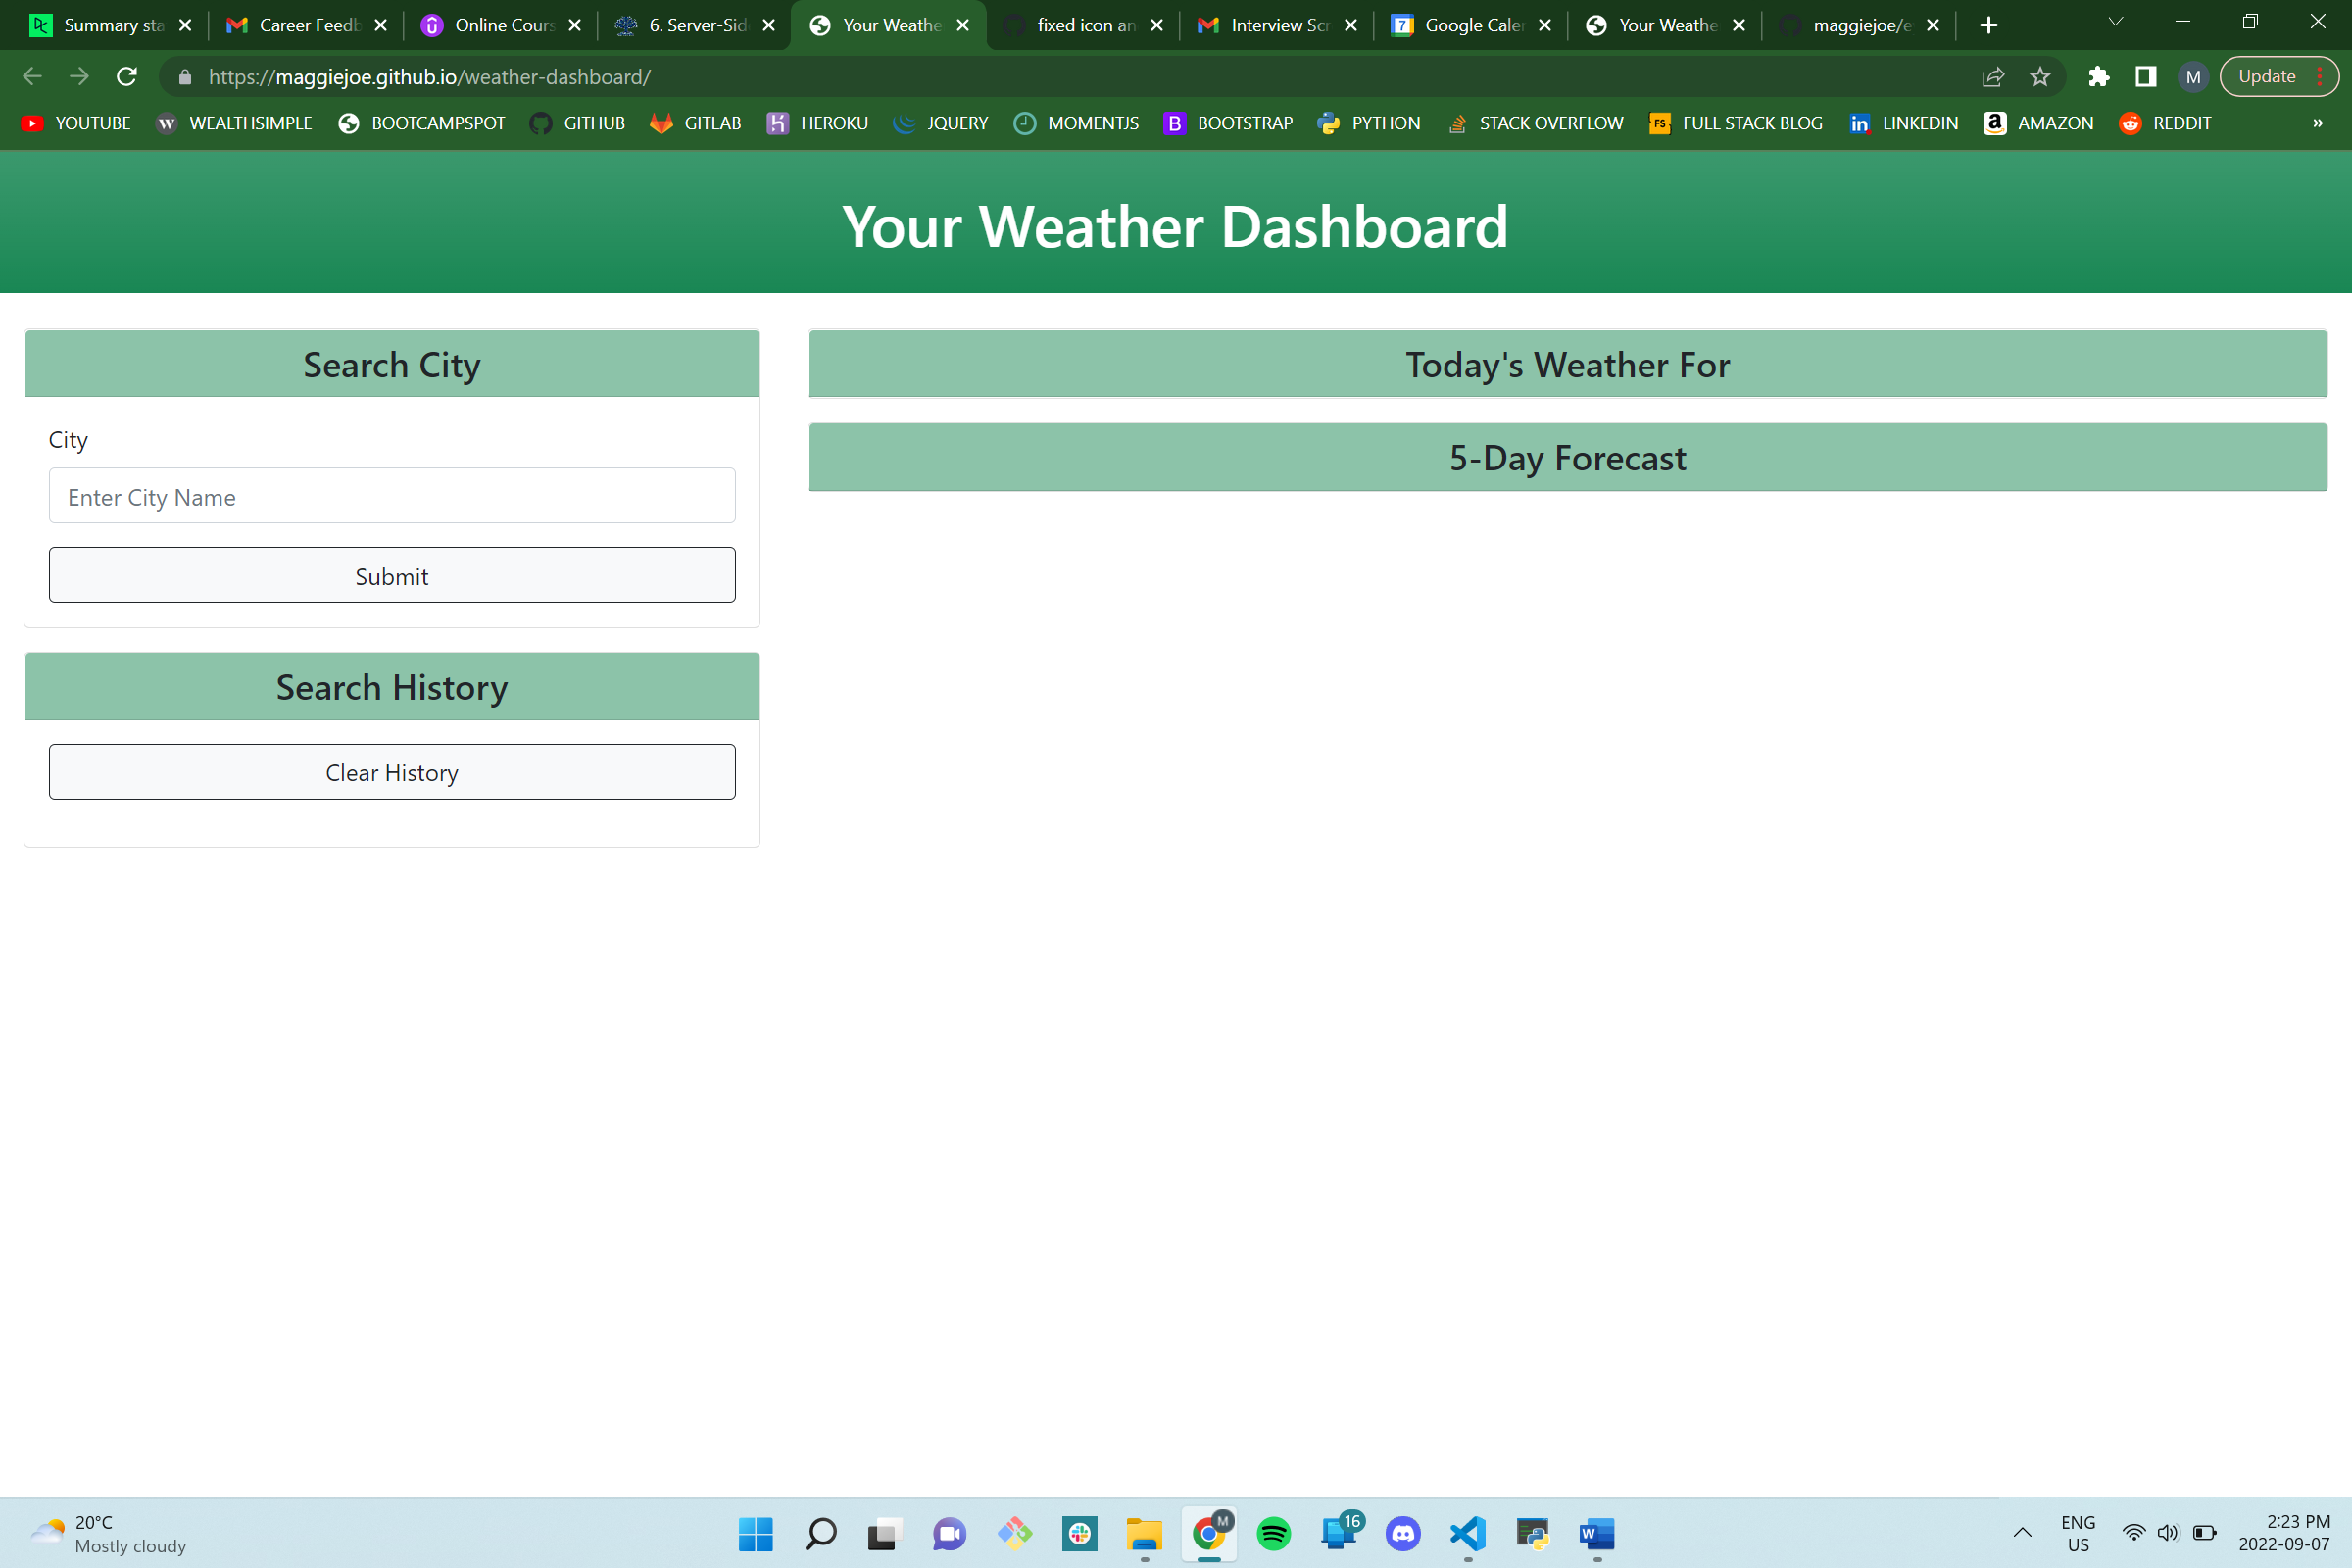 Summary sta
Career Feedb
Online Cours
6. Server-Sid
Your Weathe
fixed icon an
Interview Scr
7
Google Caler
Your Weathe
maggiejoe/e
https://maggiejoe.github.io/weather-dashboard/
M
Update
YOUTUBE
W
WEALTHSIMPLE
BOOTCAMPSPOT
GITHUB
GITLAB
HEROKU
JQUERY
MOMENTJS
B
BOOTSTRAP
PYTHON
STACK OVERFLOW
FS
FULL STACK BLOG
in
LINKEDIN
a
AMAZON
REDDIT
»
Your Weather Dashboard
Search City
City
Enter City Name
Submit
Search History
Clear History
Today's Weather For
5-Day Forecast
20°C
Mostly cloudy
M
16
W
ENG
US
2:23 PM
2022-09-07